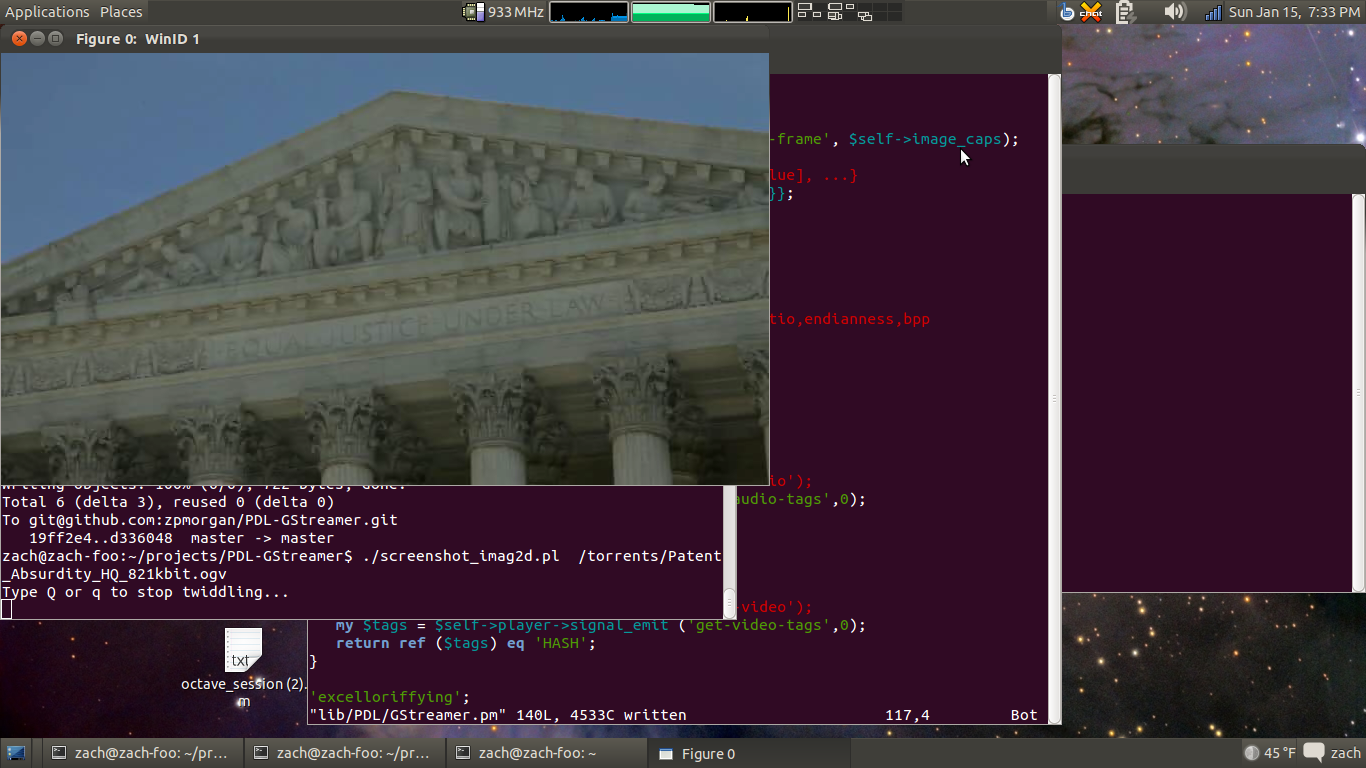 Applications Places
933 MHz
chat
Sun Jan 15, 7:33 PM
Figure 0: WinID 1
-frame', $self->image_caps);
lue], ...}
}};
tio,endianness,bpp
EQUAL JUSTICE UNDER LAW
io');
audio-tags',0);
Total 6 (delta 3), reused 0 (delta 0)
To git@github.com:zpmorgan/PDL-GStreamer.git
19ff2e4..d336048 master -> master
zach@zach-foo:~/projects/PDL-GStreamer$ ./screenshot_imag2d.pl /torrents/Patent
_Absurdity_HQ_821kbit.ogv
Type Q or q to stop twiddling...
-video');
my $tags = $self->player->signal_emit ('get-video-tags',0);
return ref ($tags) eq 'HASH';
}
'excelloriffying';
"lib/PDL/GStreamer.pm" 140L, 4533C written 117,4 Bot
txt
octave_session (2).
m
zach@zach-foo: ~/pr...
zach@zach-foo: ~/pr...
zach@zach-foo: ~
Figure 0
45 °F
zach